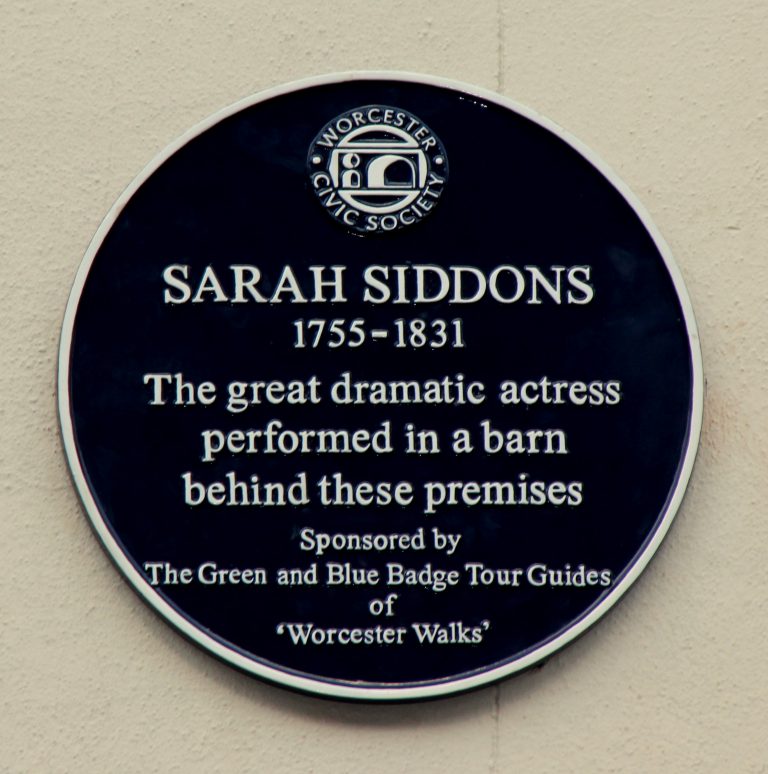 WORCESTER
CIVIC SOCIETY
SARAH SIDDONS
1755-1831
The great dramatic actress
performed in a barn
behind these premises
Sponsored by
The Green and Blue Badge Tour Guides
of
‘Worcester Walks’